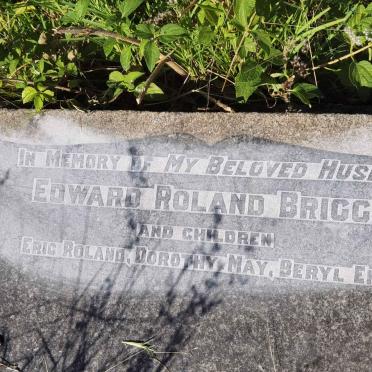 IN MEMORY OF MY BELOVED HUS
EDWARD ROLAND BRIGG
AND CHILDREN
ERIC ROLAND, DOROTHY MAY, BERYL E